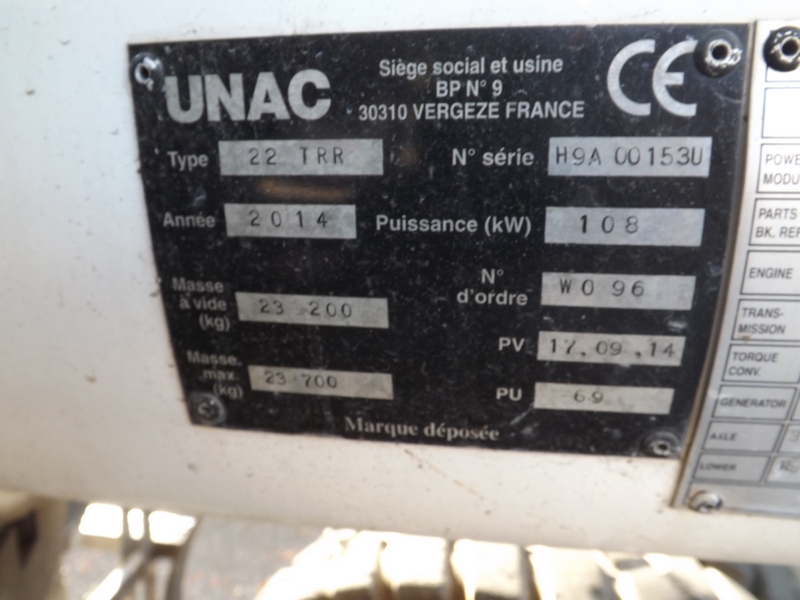 UNAC
Siège social et usine
BP N° 9
30310 VERGEZE FRANCE
CE
Type 22 TRR N° série H9A 00153U
Année 2014 Puissance (kW) 108
Masse à vide (kg) 23 200 N° d'ordre W0 96
PV 17.09.14
Masse max. (kg) 23 700 PU 69
Marque déposée
POWE
MODU
PARTS
BK. REF
ENGINE
TRANS-
MISSION
TORQUE
CONV.
GENERATOR
AXLE
LOWER